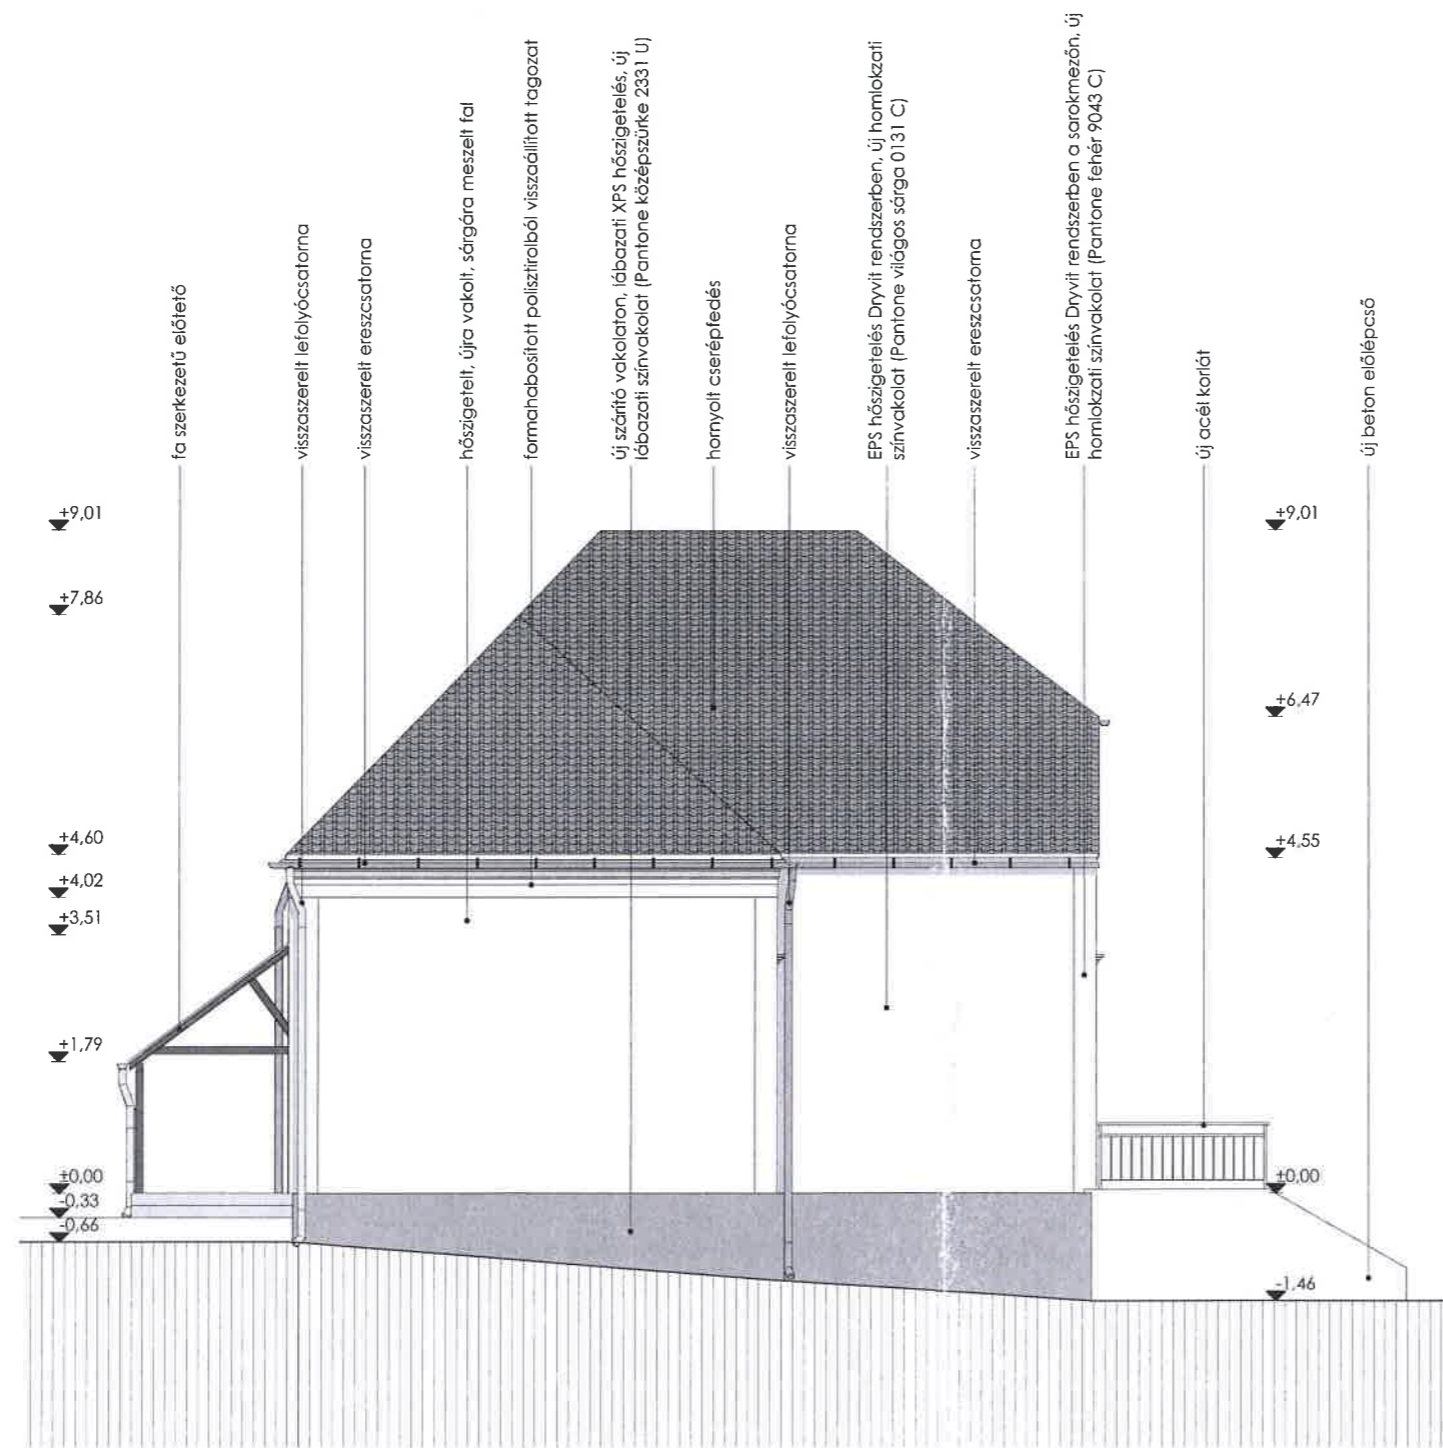 fa szerkezetű előtető
visszaszerelt lefolyócsatorna
visszaszerelt ereszcsatorna
hőszigetelt, újra vakolt, sárgára meszelt fal
formahabosított polisztirolból visszaállított tagozat
új szárító vakolaton, lábazati XPS hőszigetelés, új
lábazati színvakolat (Pantone középszürke 2331 U)
hornyolt cserépfedés
visszaszerelt lefolyócsatorna
EPS hőszigetelés Dryvit rendszerben, új homlokzati
színvakolat (Pantone világos sárga 0131 C)
visszaszerelt ereszcsatorna
EPS hőszigetelés Dryvit rendszerben a sarokmezőn, új
homlokzati színvakolat (Pantone fehér 9043 C)
új acél korlát
új beton előlépcső
+9,01
+7,86
+4,60
+4,02
+3,51
+1,79
±0,00
-0,33
-0,66
+9,01
+6,47
+4,55
±0,00
-1,46